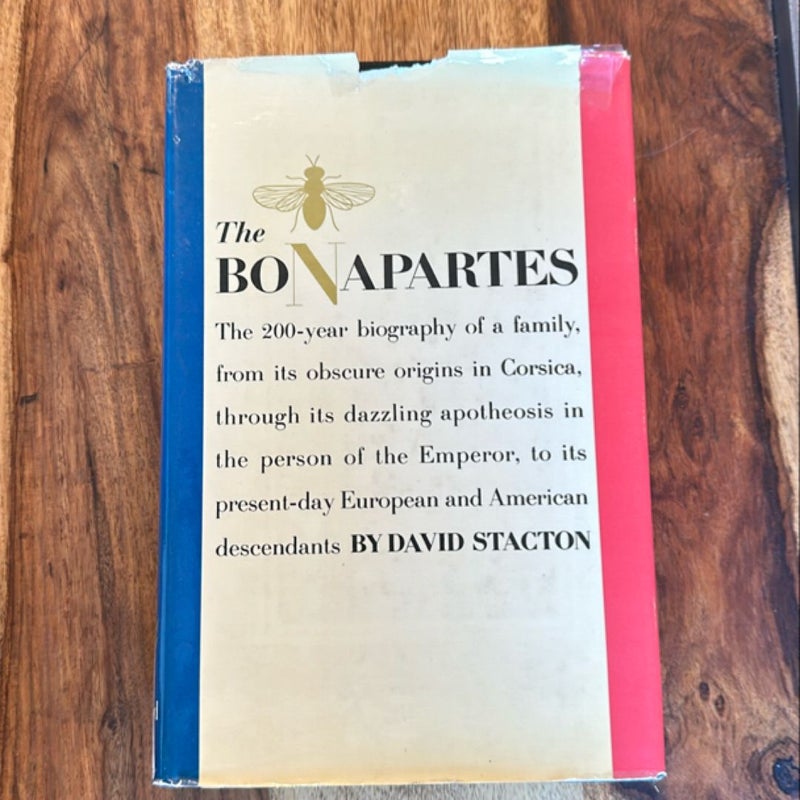 The
BONAPARTES
The 200-year biography of a family,
from its obscure origins in Corsica,
through its dazzling apotheosis in
the person of the Emperor, to its
present-day European and American
descendants BY DAVID STACTON